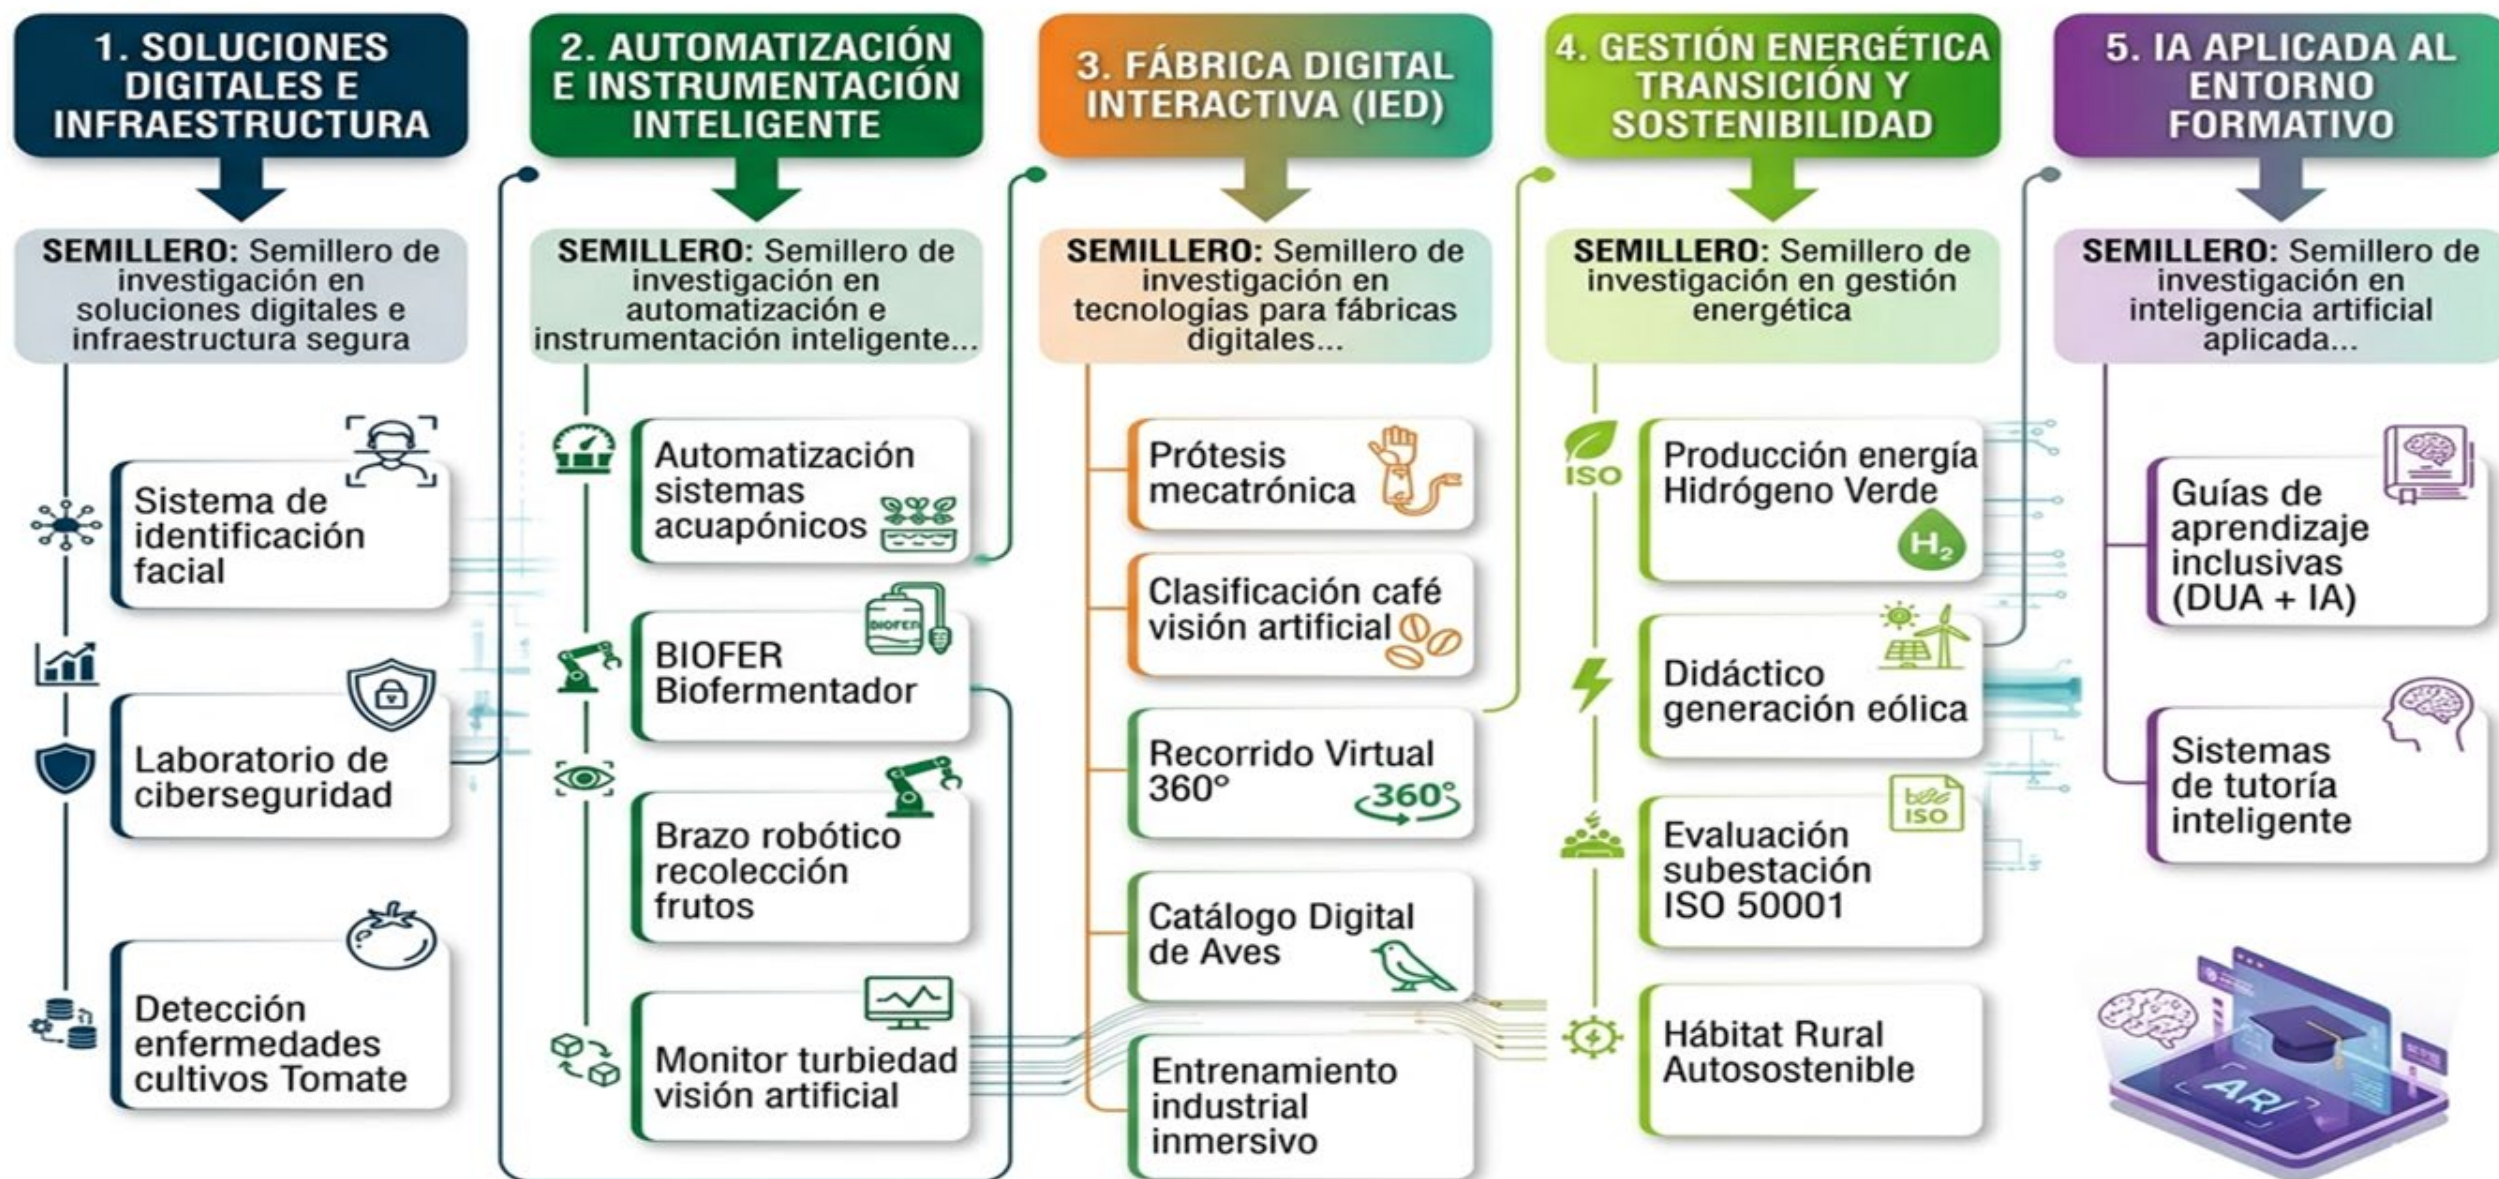 1. SOLUCIONES
DIGITALES E
INFRAESTRUCTURA
SEMILLERO: Semillero de
investigación en
soluciones digitales e
infraestructura segura
Sistema de
identificación
facial
Laboratorio de
ciberseguridad
Detección
enfermedades
cultivos Tomate
2. AUTOMATIZACIÓN
E INSTRUMENTACIÓN
INTELIGENTE
SEMILLERO: Semillero de
investigación en
automatización e
instrumentación inteligente...
Automatización
sistemas
acuapónicos
BIOFER
BIOFER
Biofermentador
Brazo robótico
recolección
frutos
Monitor turbiedad
visión artificial
3. FÁBRICA DIGITAL
INTERACTIVA (IED)
SEMILLERO: Semillero de
investigación en
tecnologías para fábricas
digitales...
Prótesis
mecatrónica
Clasificación café
visión artificial
Recorrido Virtual
360°
360°
Catálogo Digital
de Aves
Entrenamiento
industrial
inmersivo
4. GESTIÓN ENERGÉTICA
TRANSICIÓN Y
SOSTENIBILIDAD
SEMILLERO: Semillero de
investigación en gestión
energética
ISO
Producción energía
Hidrógeno Verde
H₂
Didáctico
generación eólica
ISO
Evaluación
subestación
ISO 50001
Hábitat Rural
Autosostenible
5. IA APLICADA AL
ENTORNO
FORMATIVO
SEMILLERO: Semillero de
investigación en
inteligencia artificial
aplicada...
Guías de
aprendizaje
inclusivas
(DUA + IA)
Sistemas
de tutoría
inteligente